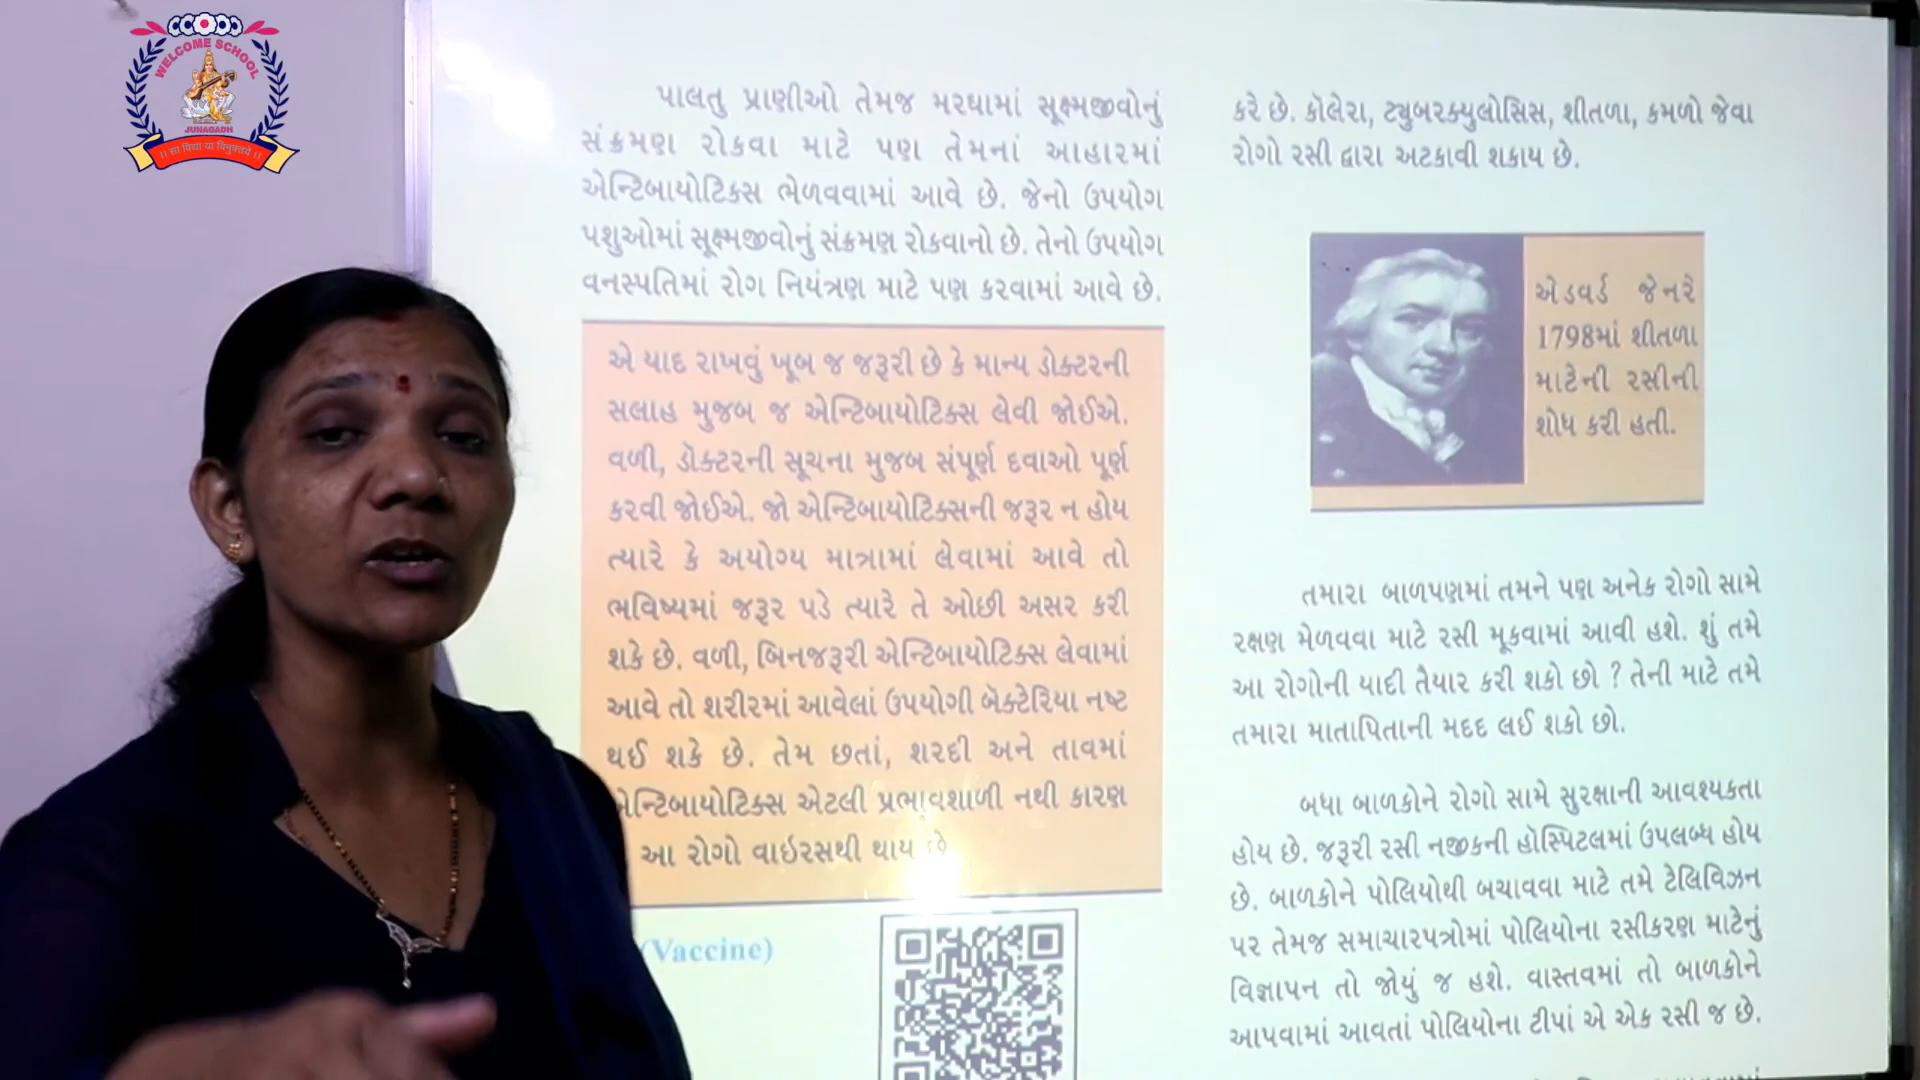 WELCOME SCHOOL
JUNAGADH
।। सा विद्या या विमुक्तये ।।
પાલતુ પ્રાણીઓ તેમજ મરઘામાં સૂક્ષ્મજીવોનું
સંક્રમણ રોકવા માટે પણ તેમનાં આહારમાં
એન્ટિબાયોટિક્સ ભેળવવામાં આવે છે. જેનો ઉપયોગ
પશુઓમાં સૂક્ષ્મજીવોનું સંક્રમણ રોકવાનો છે. તેનો ઉપયોગ
વનસ્પતિમાં રોગ નિયંત્રણ માટે પણ કરવામાં આવે છે.
એ યાદ રાખવું ખૂબ જ જરૂરી છે કે માન્ય ડોક્ટરની
સલાહ મુજબ જ એન્ટિબાયોટિક્સ લેવી જોઈએ.
વળી, ડૉક્ટરની સૂચના મુજબ સંપૂર્ણ દવાઓ પૂર્ણ
કરવી જોઈએ. જો એન્ટિબાયોટિક્સની જરૂર ન હોય
ત્યારે કે અયોગ્ય માત્રામાં લેવામાં આવે તો
ભવિષ્યમાં જરૂર પડે ત્યારે તે ઓછી અસર કરી
શકે છે. વળી, બિનજરૂરી એન્ટિબાયોટિક્સ લેવામાં
આવે તો શરીરમાં આવેલાં ઉપયોગી બૅક્ટેરિયા નષ્ટ
થઈ શકે છે. તેમ છતાં, શરદી અને તાવમાં
એન્ટિબાયોટિક્સ એટલી પ્રભાવશાળી નથી કારણ
આ રોગો વાઇરસથી થાય છે
(Vaccine)
કરે છે. કૉલેરા, ટ્યુબરક્યુલોસિસ, શીતળા, કમળો જેવા
રોગો રસી દ્વારા અટકાવી શકાય છે.
એડવર્ડ જેનરે
1798માં શીતળા
માટેની રસીની
શોધ કરી હતી.
તમારા બાળપણમાં તમને પણ અનેક રોગો સામે
રક્ષણ મેળવવા માટે રસી મૂકવામાં આવી હશે. શું તમે
આ રોગોની યાદી તૈયાર કરી શકો છો ? તેની માટે તમે
તમારા માતાપિતાની મદદ લઈ શકો છો.
બધા બાળકોને રોગો સામે સુરક્ષાની આવશ્યકતા
હોય છે. જરૂરી રસી નજીકની હૉસ્પિટલમાં ઉપલબ્ધ હોય
છે. બાળકોને પોલિયોથી બચાવવા માટે તમે ટેલિવિઝન
પર તેમજ સમાચારપત્રોમાં પોલિયોના રસીકરણ માટેનું
વિજ્ઞાપન તો જોયું જ હશે. વાસ્તવમાં તો બાળકોને
આપવામાં આવતાં પોલિયોના ટીપાં એ એક રસી જ છે.